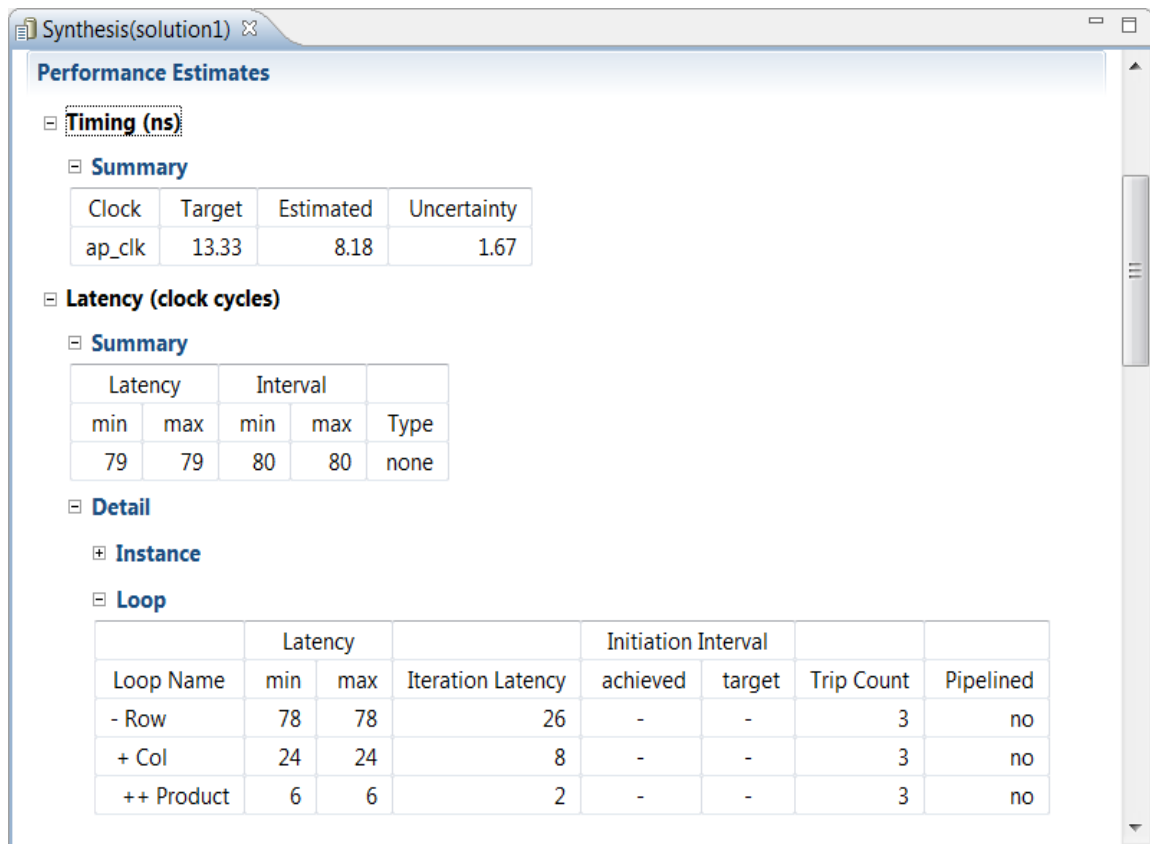 Synthesis(solution1)
Performance Estimates
Timing (ns)
Summary
Clock Target Estimated Uncertainty
ap_clk 13.33 8.18 1.67
Latency (clock cycles)
Summary
Latency Interval
min max min max Type
79 79 80 80 none
Detail
Instance
Loop
Latency Initiation Interval
Loop Name min max Iteration Latency achieved target Trip Count Pipelined
- Row 78 78 26 - - 3 no
+ Col 24 24 8 - - 3 no
++ Product 6 6 2 - - 3 no